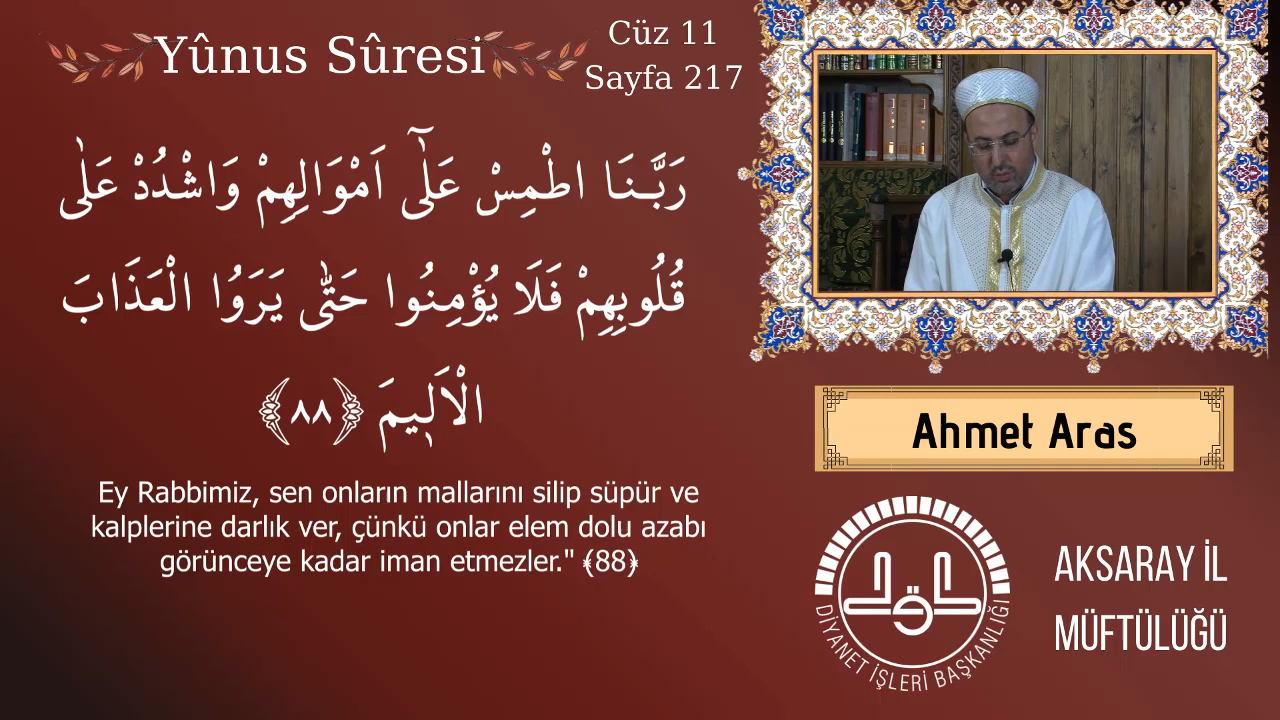 Yûnus Sûresi
Cüz 11
Sayfa 217
رَبَّـنَا اطْمِسْ عَلٰٓى اَمْوَالِهِمْ وَاشْدُدْ عَلٰى
قُلُوبِهِمْ فَلَا يُؤْمِنُوا حَتّٰى يَرَوُا الْعَذَابَ
الْاَل۪يمَ ﴿٨٨﴾
Ey Rabbimiz, sen onların mallarını silip süpür ve
kalplerine darlık ver, çünkü onlar elem dolu azabı
görünceye kadar iman etmezler." ﴾88﴿
Ahmet Aras
DİYANET İŞLERİ BAŞKANLIĞI
AKSARAY İL
MÜFTÜLÜĞÜ